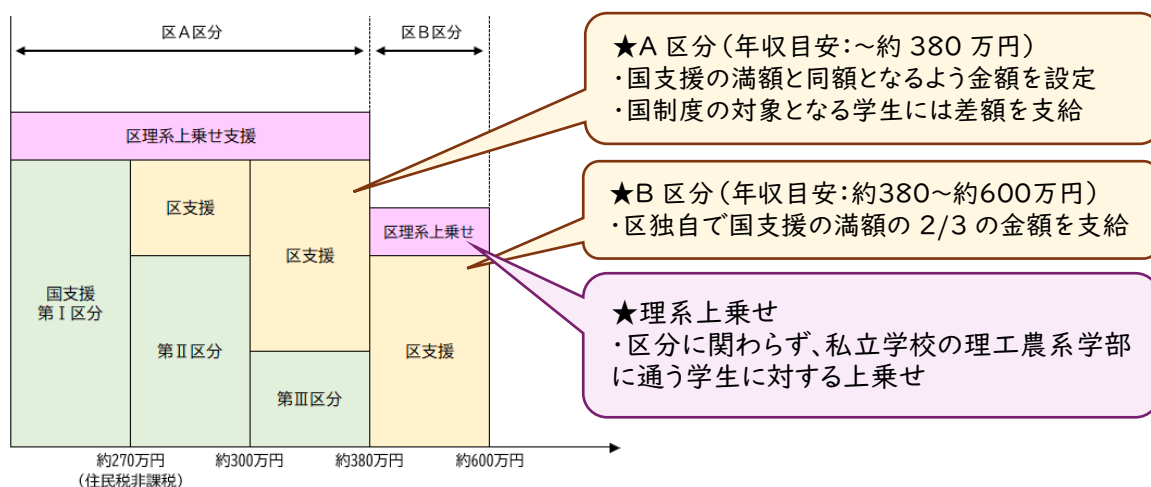 区A区分
区B区分
区理系上乗せ支援
区支援
区支援
区理系上乗せ
国支援
第Ⅰ区分
第Ⅱ区分
第Ⅲ区分
区支援
約270万円
(住民税非課税)
約300万円
約380万円
約600万円
★A区分(年収目安:~約380万円)
・国支援の満額と同額となるよう金額を設定
・国制度の対象となる学生には差額を支給
★B区分(年収目安:約380~約600万円)
・区独自で国支援の満額の2/3の金額を支給
★理系上乗せ
・区分に関わらず、私立学校の理工農系学部
に通う学生に対する上乗せ